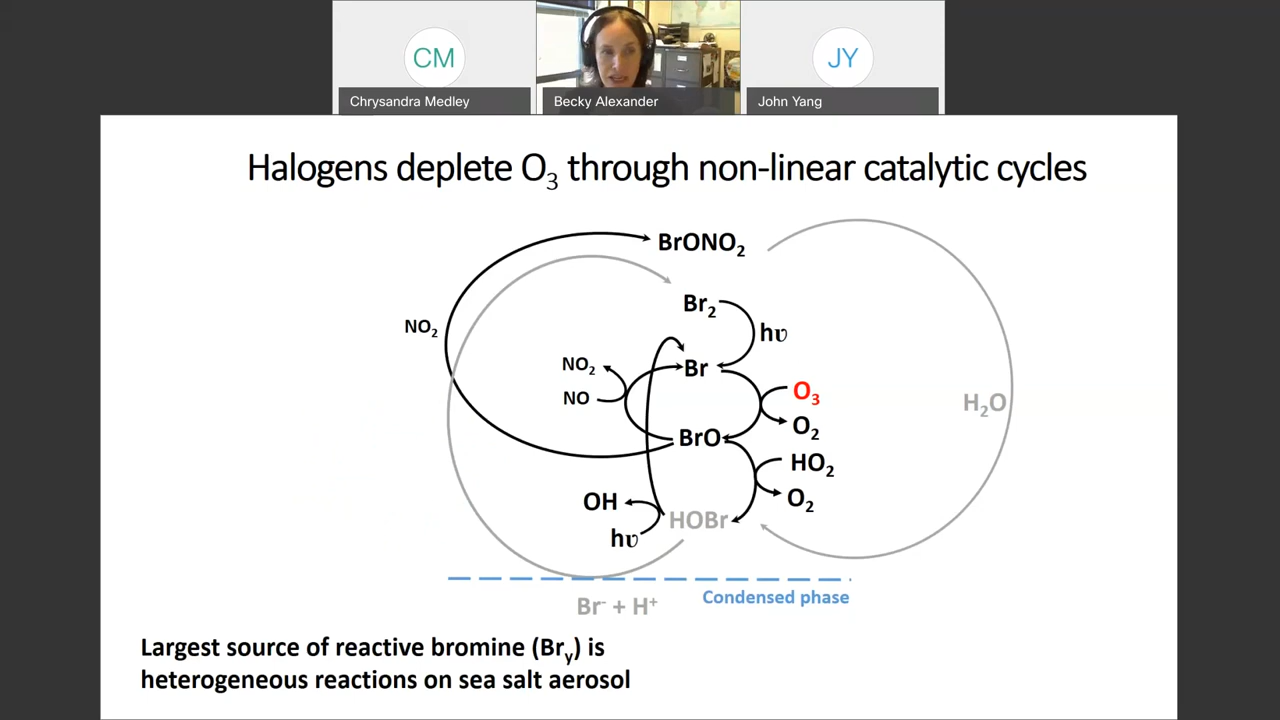 CM
JY
Chrysandra Medley
Becky Alexander
John Yang
Halogens deplete O₃ through non-linear catalytic cycles
BrONO₂
Br₂
NO₂
hυ
NO₂
Br
NO
O₃
H₂O
O₂
BrO
HO₂
OH
O₂
HOBr
hυ
Br⁻ + H⁺
Condensed phase
Largest source of reactive bromine (Brᵧ) is
heterogeneous reactions on sea salt aerosol